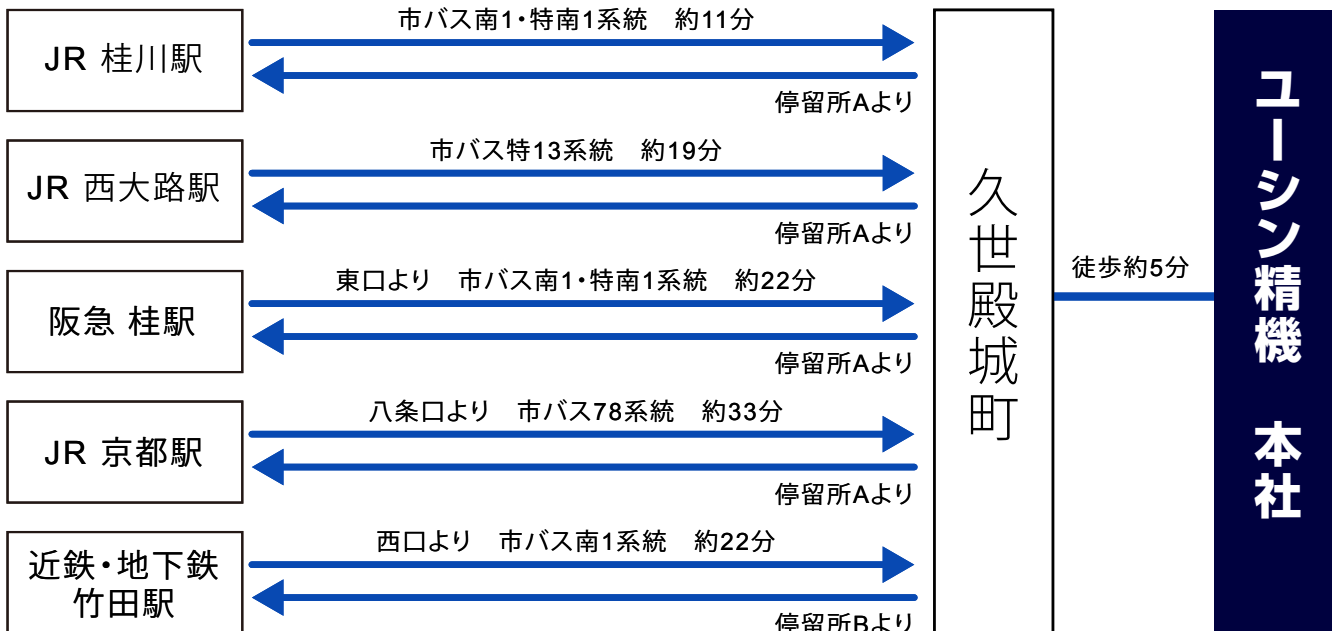 JR 桂川駅
市バス南1・特南1系統　約11分
停留所Aより
JR 西大路駅
市バス特13系統　約19分
停留所Aより
阪急 桂駅
東口より　市バス南1・特南1系統　約22分
停留所Aより
JR 京都駅
八条口より　市バス78系統　約33分
停留所Aより
近鉄・地下鉄
竹田駅
西口より　市バス南1系統　約22分
停留所Bより
久世殿城町
徒歩約5分
ユーシン精機　本社